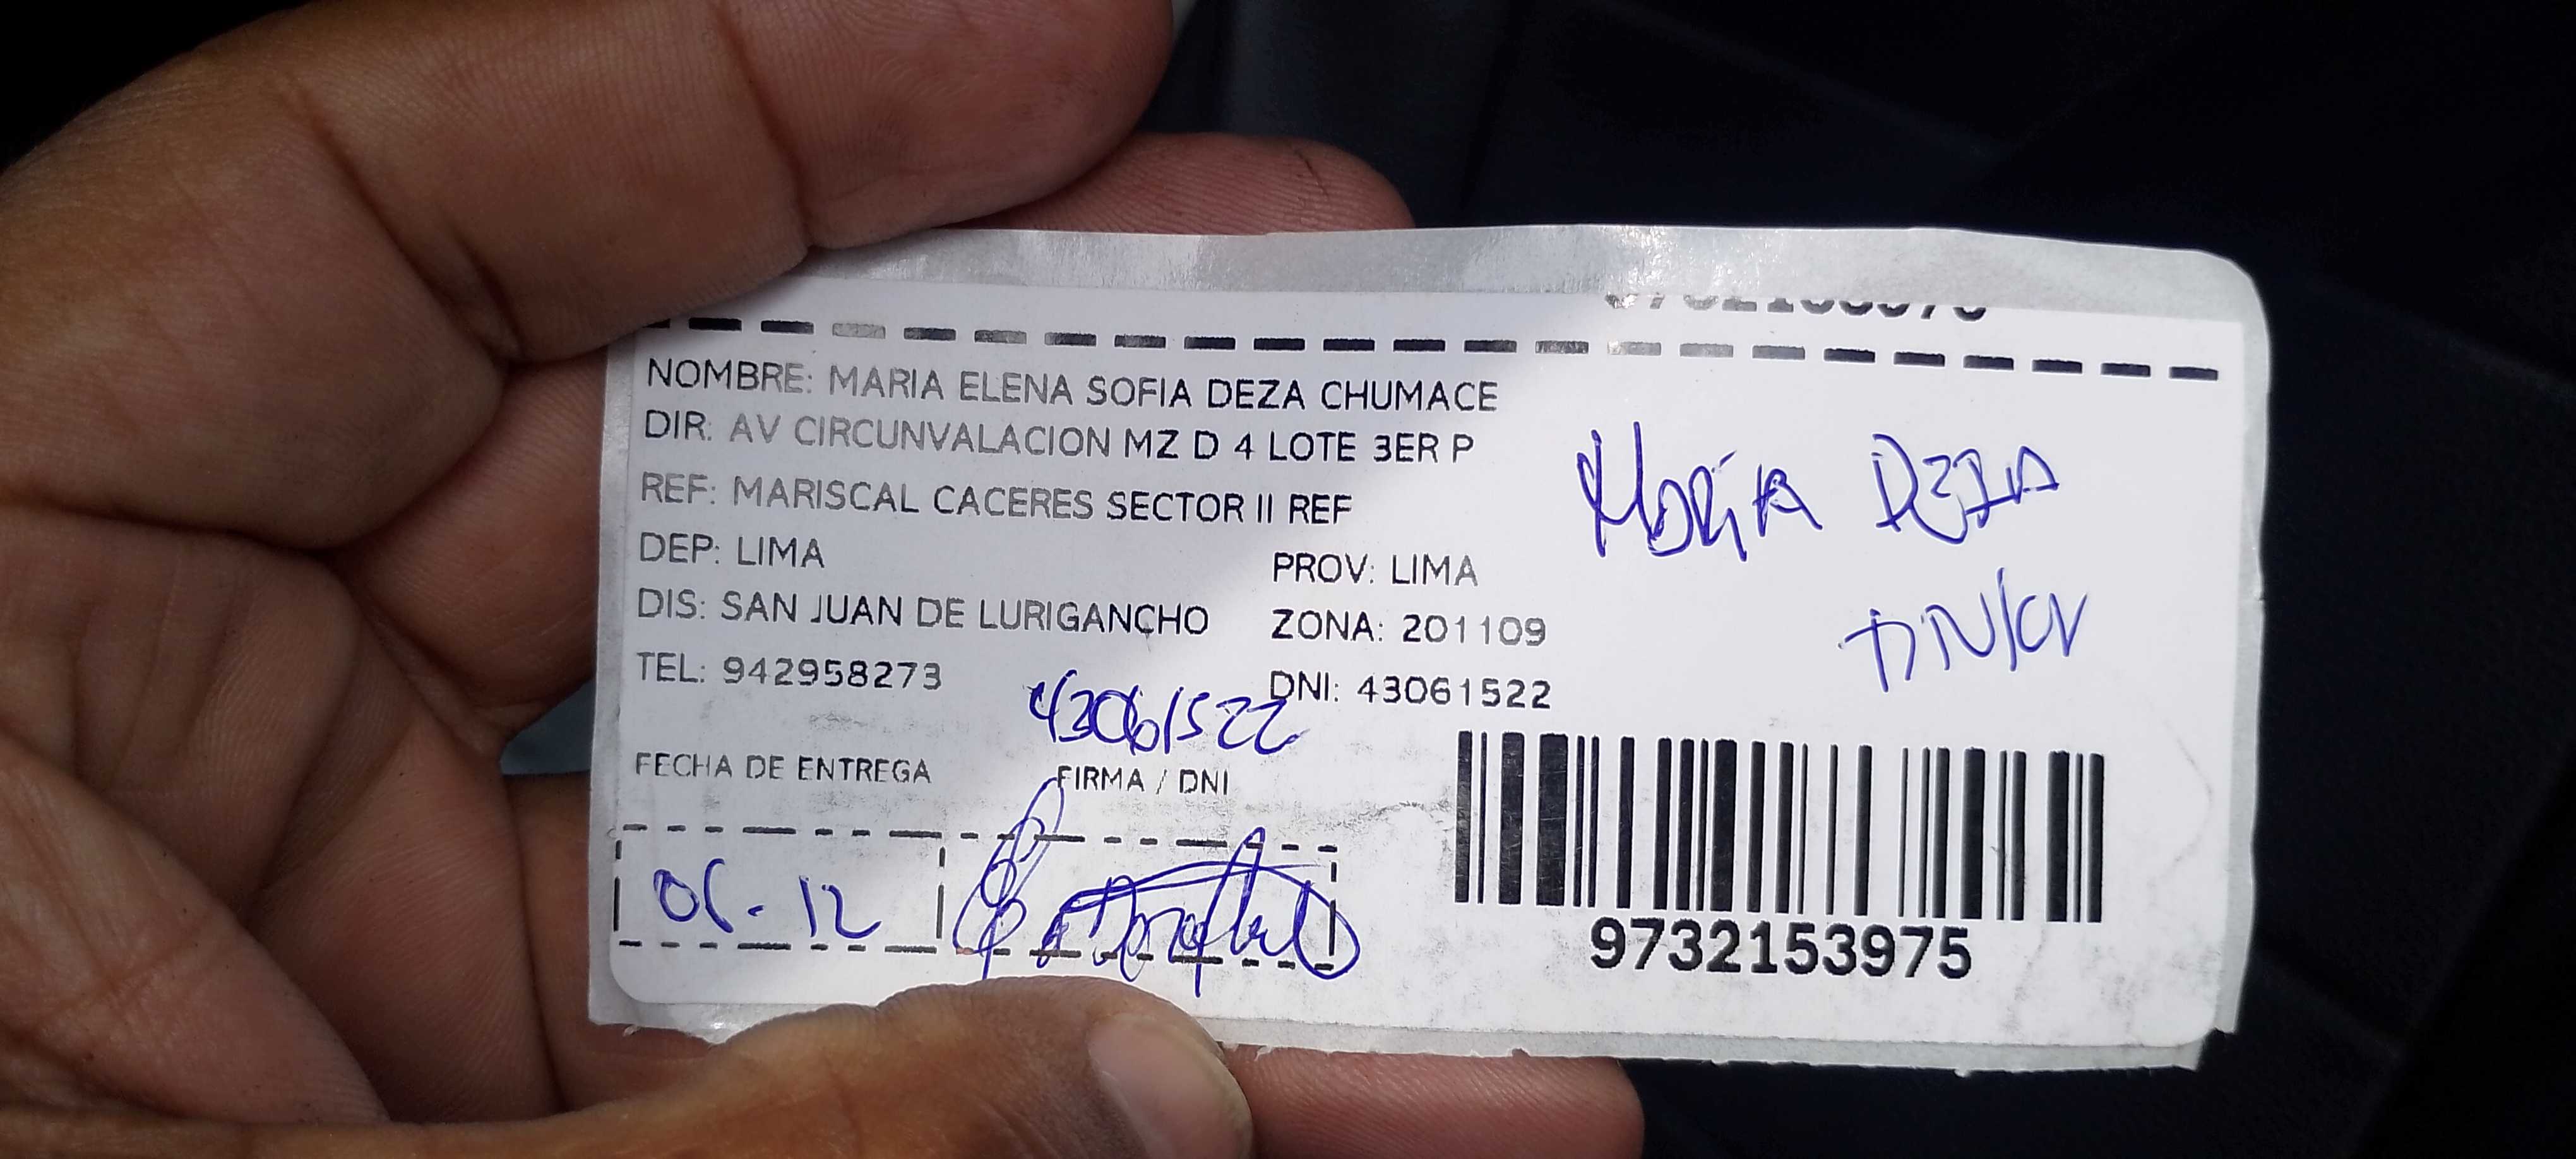 NOMBRE: MARIA ELENA SOFIA DEZA CHUMACE
DIR: AV CIRCUNVALACION MZ D 4 LOTE 3ER P
REF: MARISCAL CACERES SECTOR II REF
DEP: LIMA PROV: LIMA
DIS: SAN JUAN DE LURIGANCHO ZONA: 201109
TEL: 942958273 DNI: 43061522
43061522
FECHA DE ENTREGA FIRMA / DNI
06-12
María DEZA
9732153975